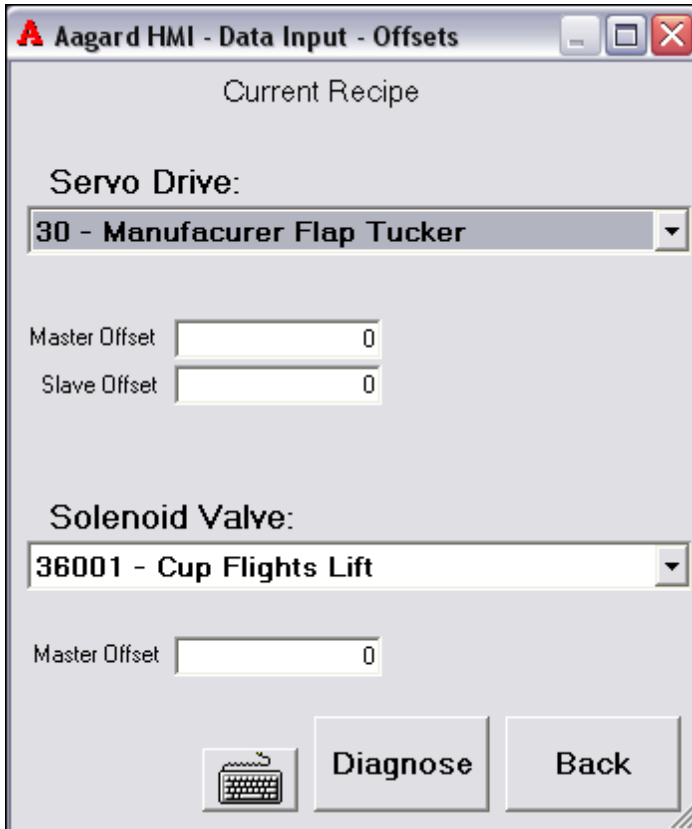 Aagard HMI - Data Input - Offsets
Current Recipe
Servo Drive:
30 - Manufacurer Flap Tucker
Master Offset 0
Slave Offset 0
Solenoid Valve:
36001 - Cup Flights Lift
Master Offset 0
Diagnose Back